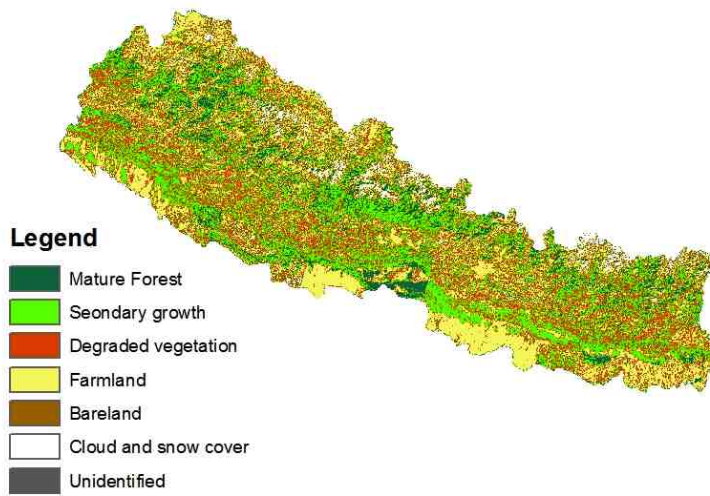 Legend
Mature Forest
Seondary growth
Degraded vegetation
Farmland
Bareland
Cloud and snow cover
Unidentified